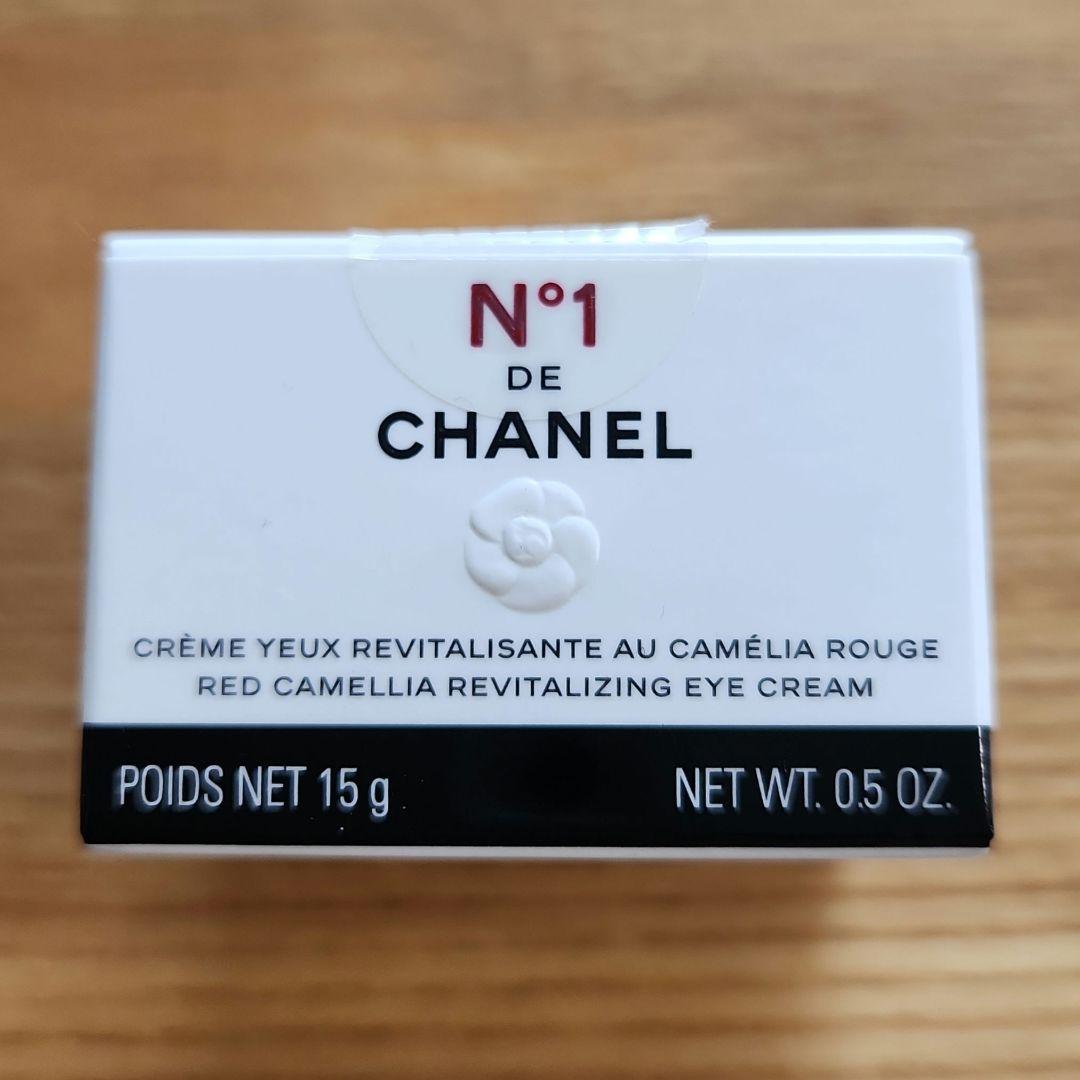 N°1
DE
CHANEL
CRÈME YEUX REVITALISANTE AU CAMÉLIA ROUGE
RED CAMELLIA REVITALIZING EYE CREAM
POIDS NET 15 g NET WT. 0.5 OZ.